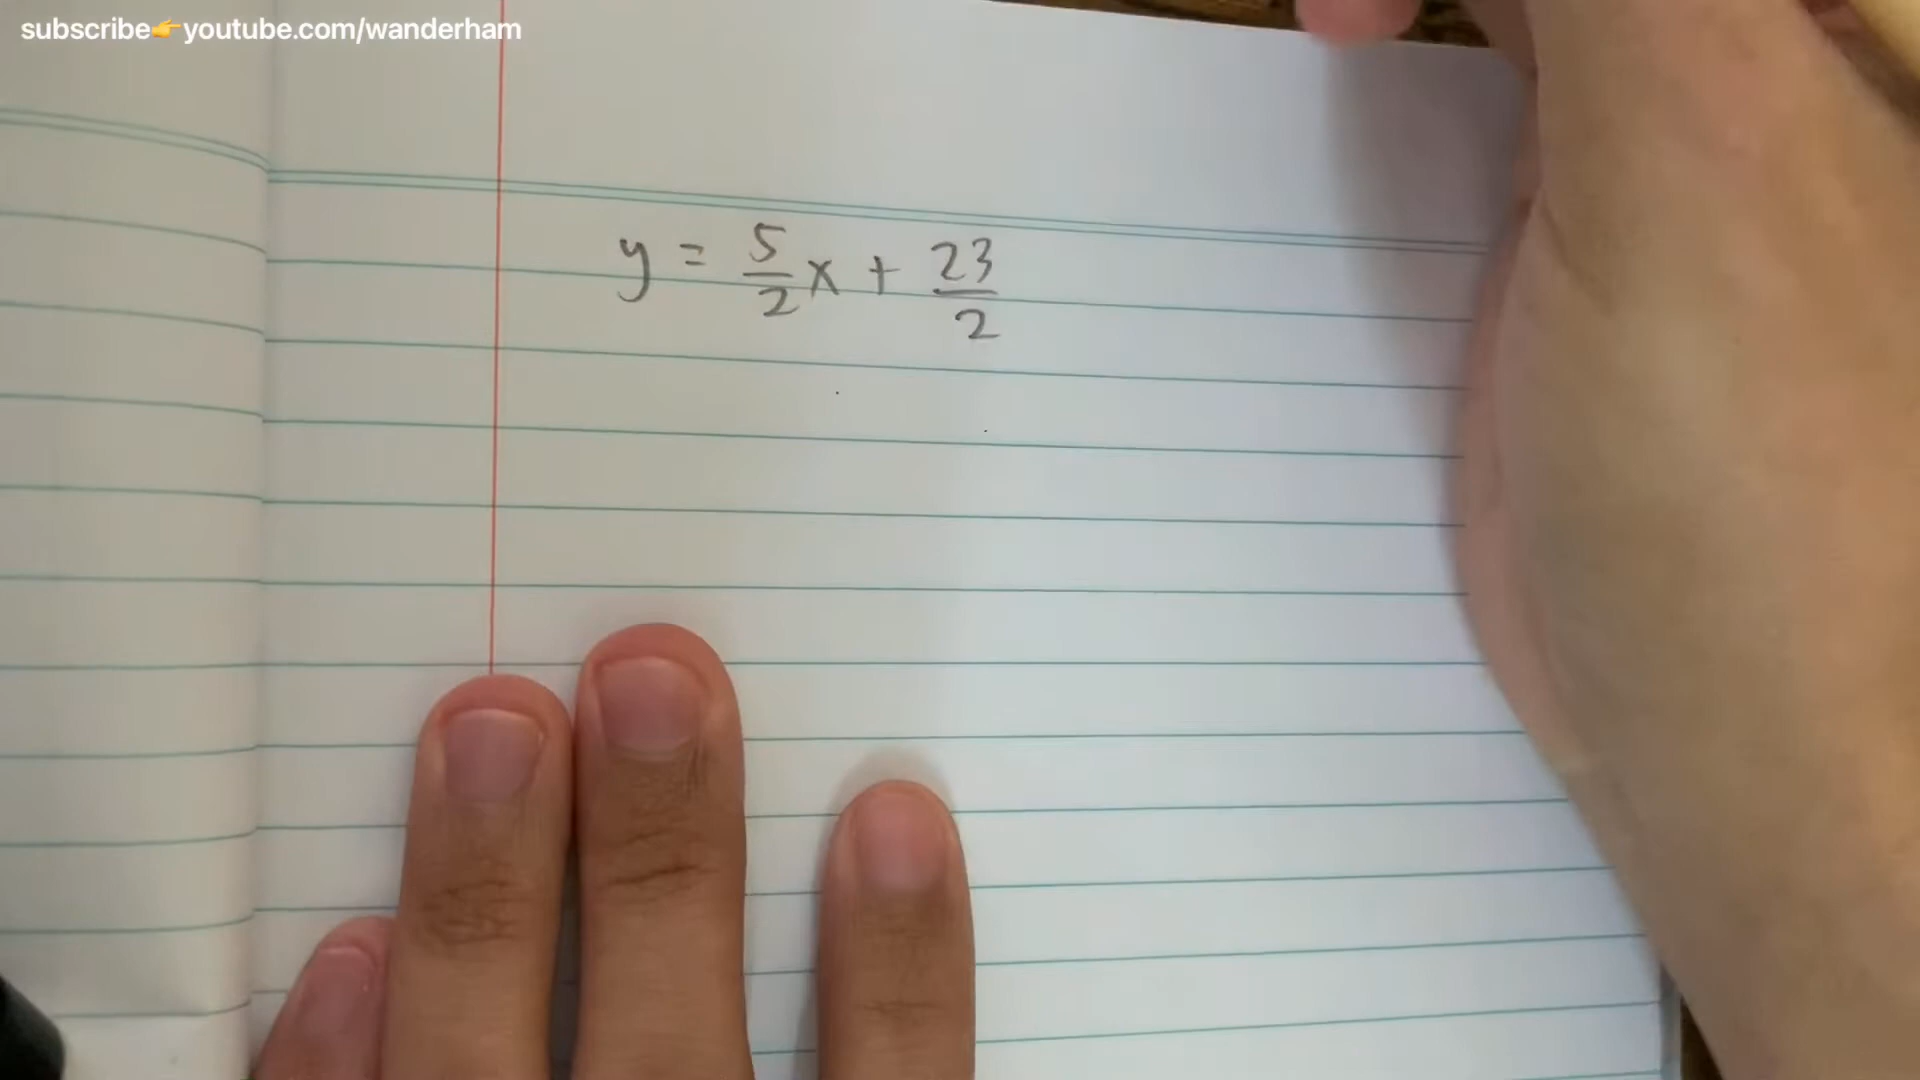 subscribe👉youtube.com/wanderham
y = 5/2 x + 23/2